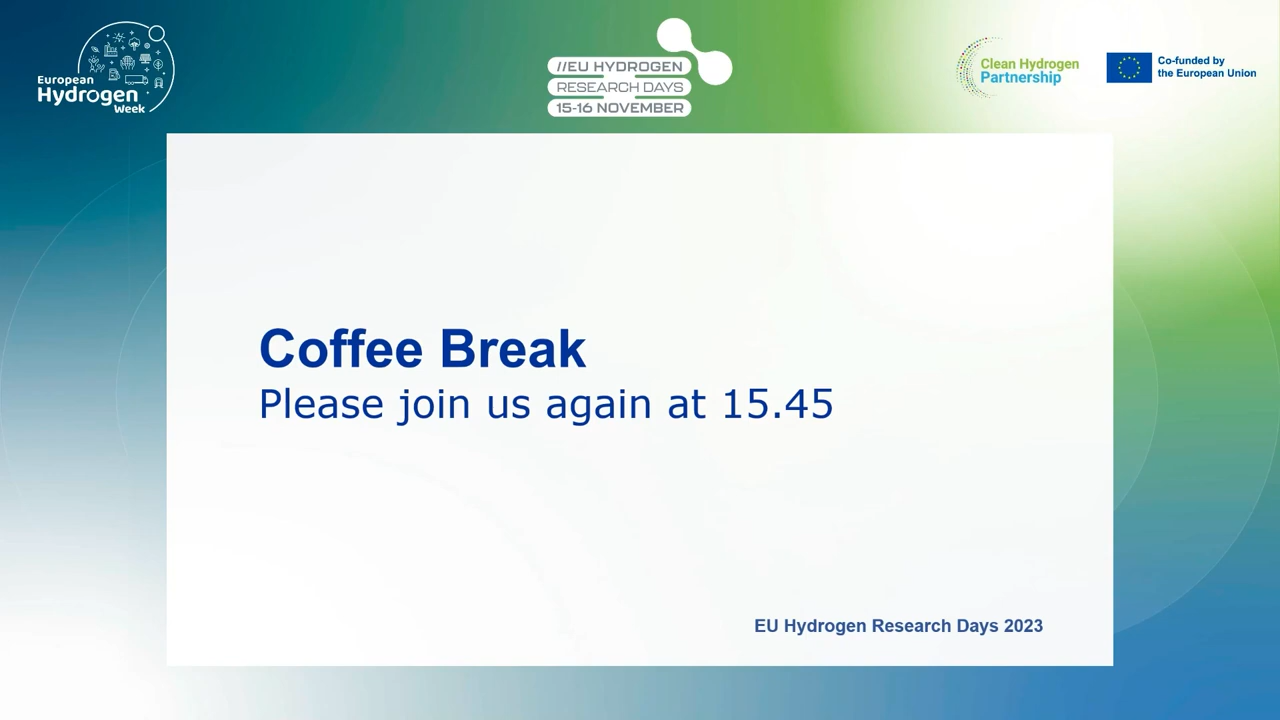 European
Hydrogen
Week
//EU HYDROGEN
RESEARCH DAYS
15-16 NOVEMBER
Clean Hydrogen
Partnership
Co-funded by
the European Union
Coffee Break
Please join us again at 15.45
EU Hydrogen Research Days 2023